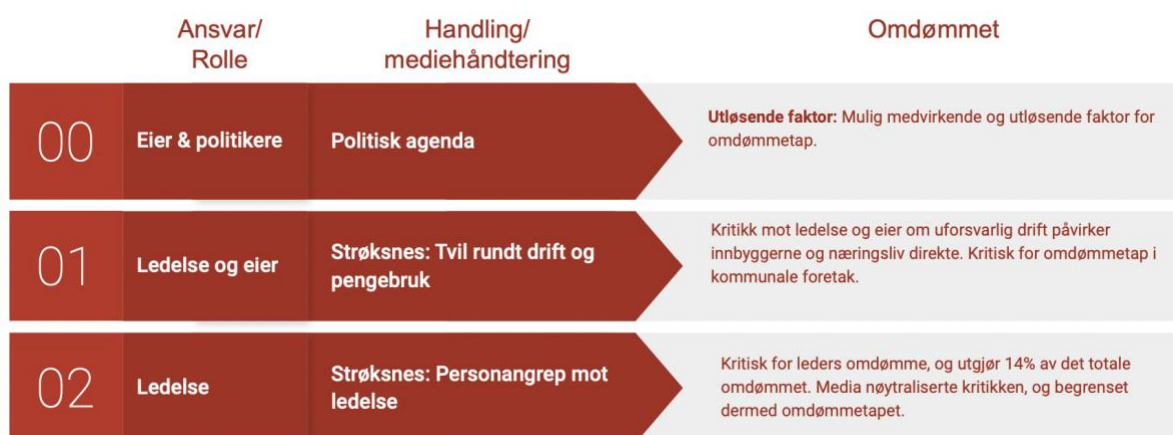 Ansvar/
Rolle
Handling/
mediehåndtering
Omdømmet
00
Eier & politikere
Politisk agenda
Utløsende faktor: Mulig medvirkende og utløsende faktor for
omdømmetap.
01
Ledelse og eier
Strøksnes: Tvil rundt drift og
pengebruk
Kritikk mot ledelse og eier om uforsvarlig drift påvirker
innbyggerne og næringsliv direkte. Kritisk for omdømmetap i
kommunale foretak.
02
Ledelse
Strøksnes: Personangrep mot
ledelse
Kritisk for leders omdømme, og utgjør 14% av det totale
omdømmet. Media nøytraliserte kritikken, og begrenset
dermed omdømmetapet.